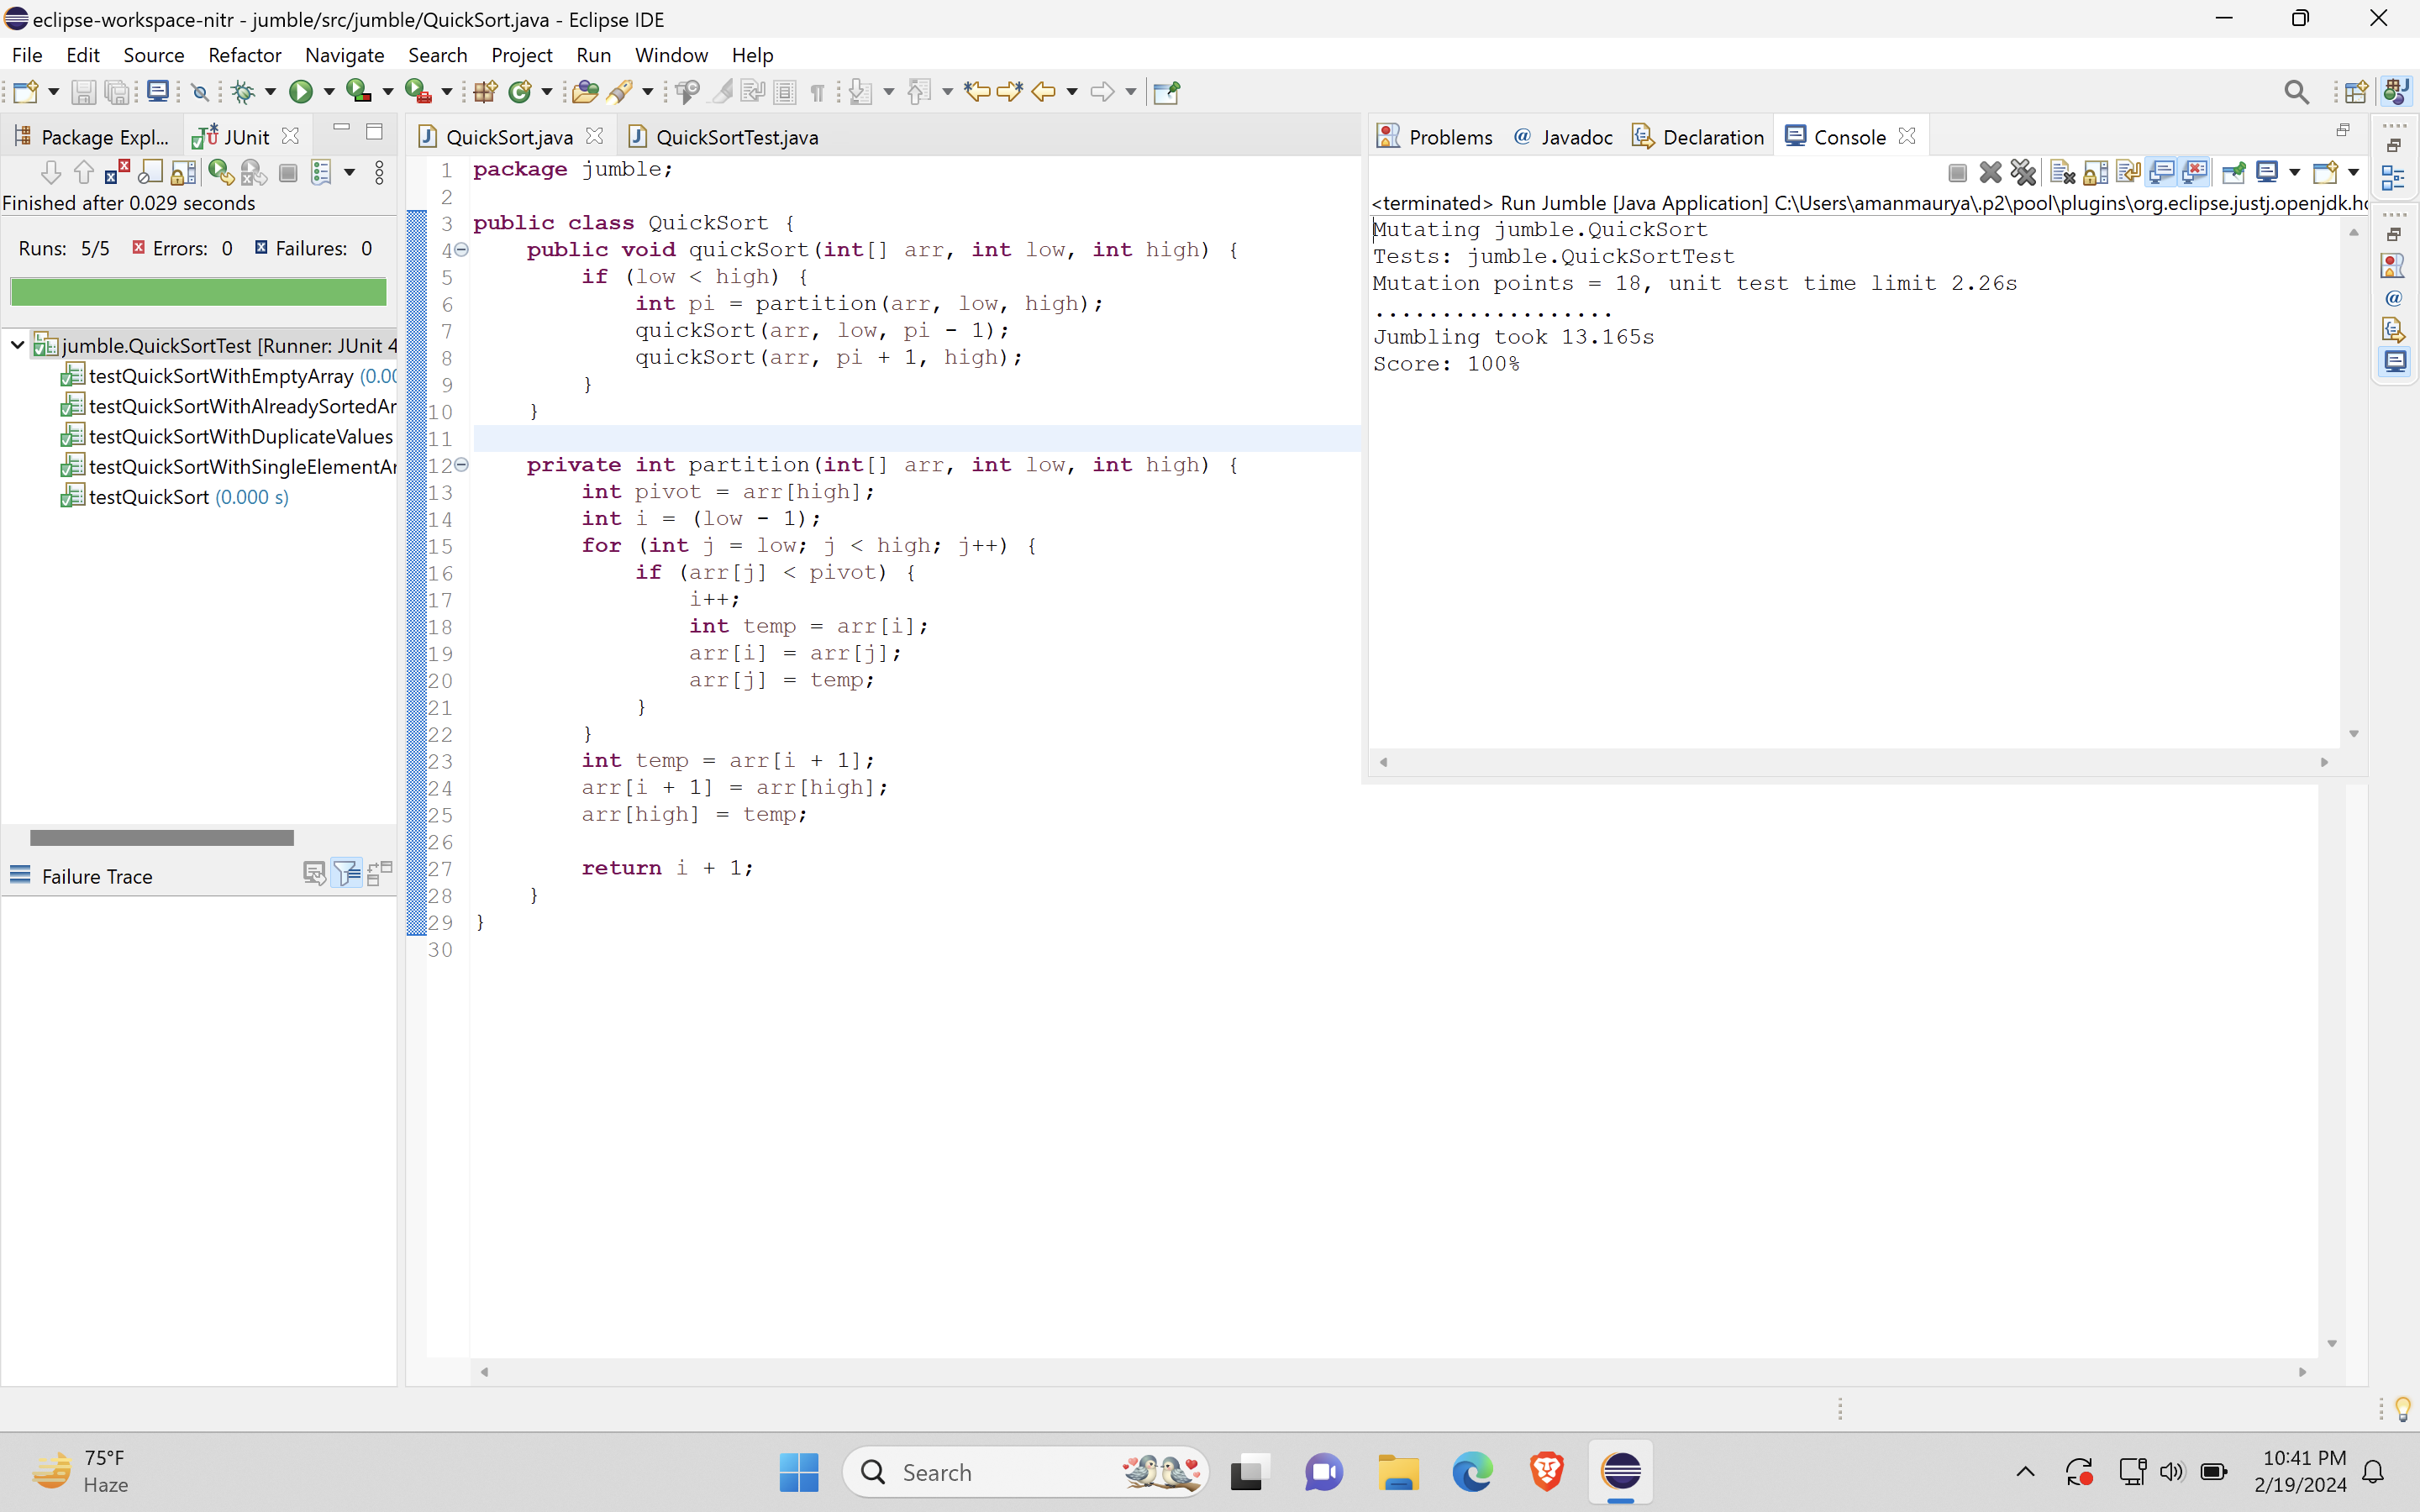 eclipse-workspace-nitr - jumble/src/jumble/QuickSort.java - Eclipse IDE
File Edit Source Refactor Navigate Search Project Run Window Help
Package Expl... JUnit
Finished after 0.029 seconds
Runs: 5/5 Errors: 0 Failures: 0
jumble.QuickSortTest [Runner: JUnit 4
testQuickSortWithEmptyArray (0.00
testQuickSortWithAlreadySortedAr
testQuickSortWithDuplicateValues
testQuickSortWithSingleElementAr
testQuickSort (0.000 s)
Failure Trace
QuickSort.java QuickSortTest.java
1 package jumble;
2
3 public class QuickSort {
4 public void quickSort(int[] arr, int low, int high) {
5 if (low < high) {
6 int pi = partition(arr, low, high);
7 quickSort(arr, low, pi - 1);
8 quickSort(arr, pi + 1, high);
9 }
10 }
11
12 private int partition(int[] arr, int low, int high) {
13 int pivot = arr[high];
14 int i = (low - 1);
15 for (int j = low; j < high; j++) {
16 if (arr[j] < pivot) {
17 i++;
18 int temp = arr[i];
19 arr[i] = arr[j];
20 arr[j] = temp;
21 }
22 }
23 int temp = arr[i + 1];
24 arr[i + 1] = arr[high];
25 arr[high] = temp;
26
27 return i + 1;
28 }
29 }
30
Problems Javadoc Declaration Console
<terminated> Run Jumble [Java Application] C:\Users\amanmaurya\.p2\pool\plugins\org.eclipse.justj.openjdk.ho
Mutating jumble.QuickSort
Tests: jumble.QuickSortTest
Mutation points = 18, unit test time limit 2.26s
..................
Jumbling took 13.165s
Score: 100%
75°F
Haze
Search
10:41 PM
2/19/2024